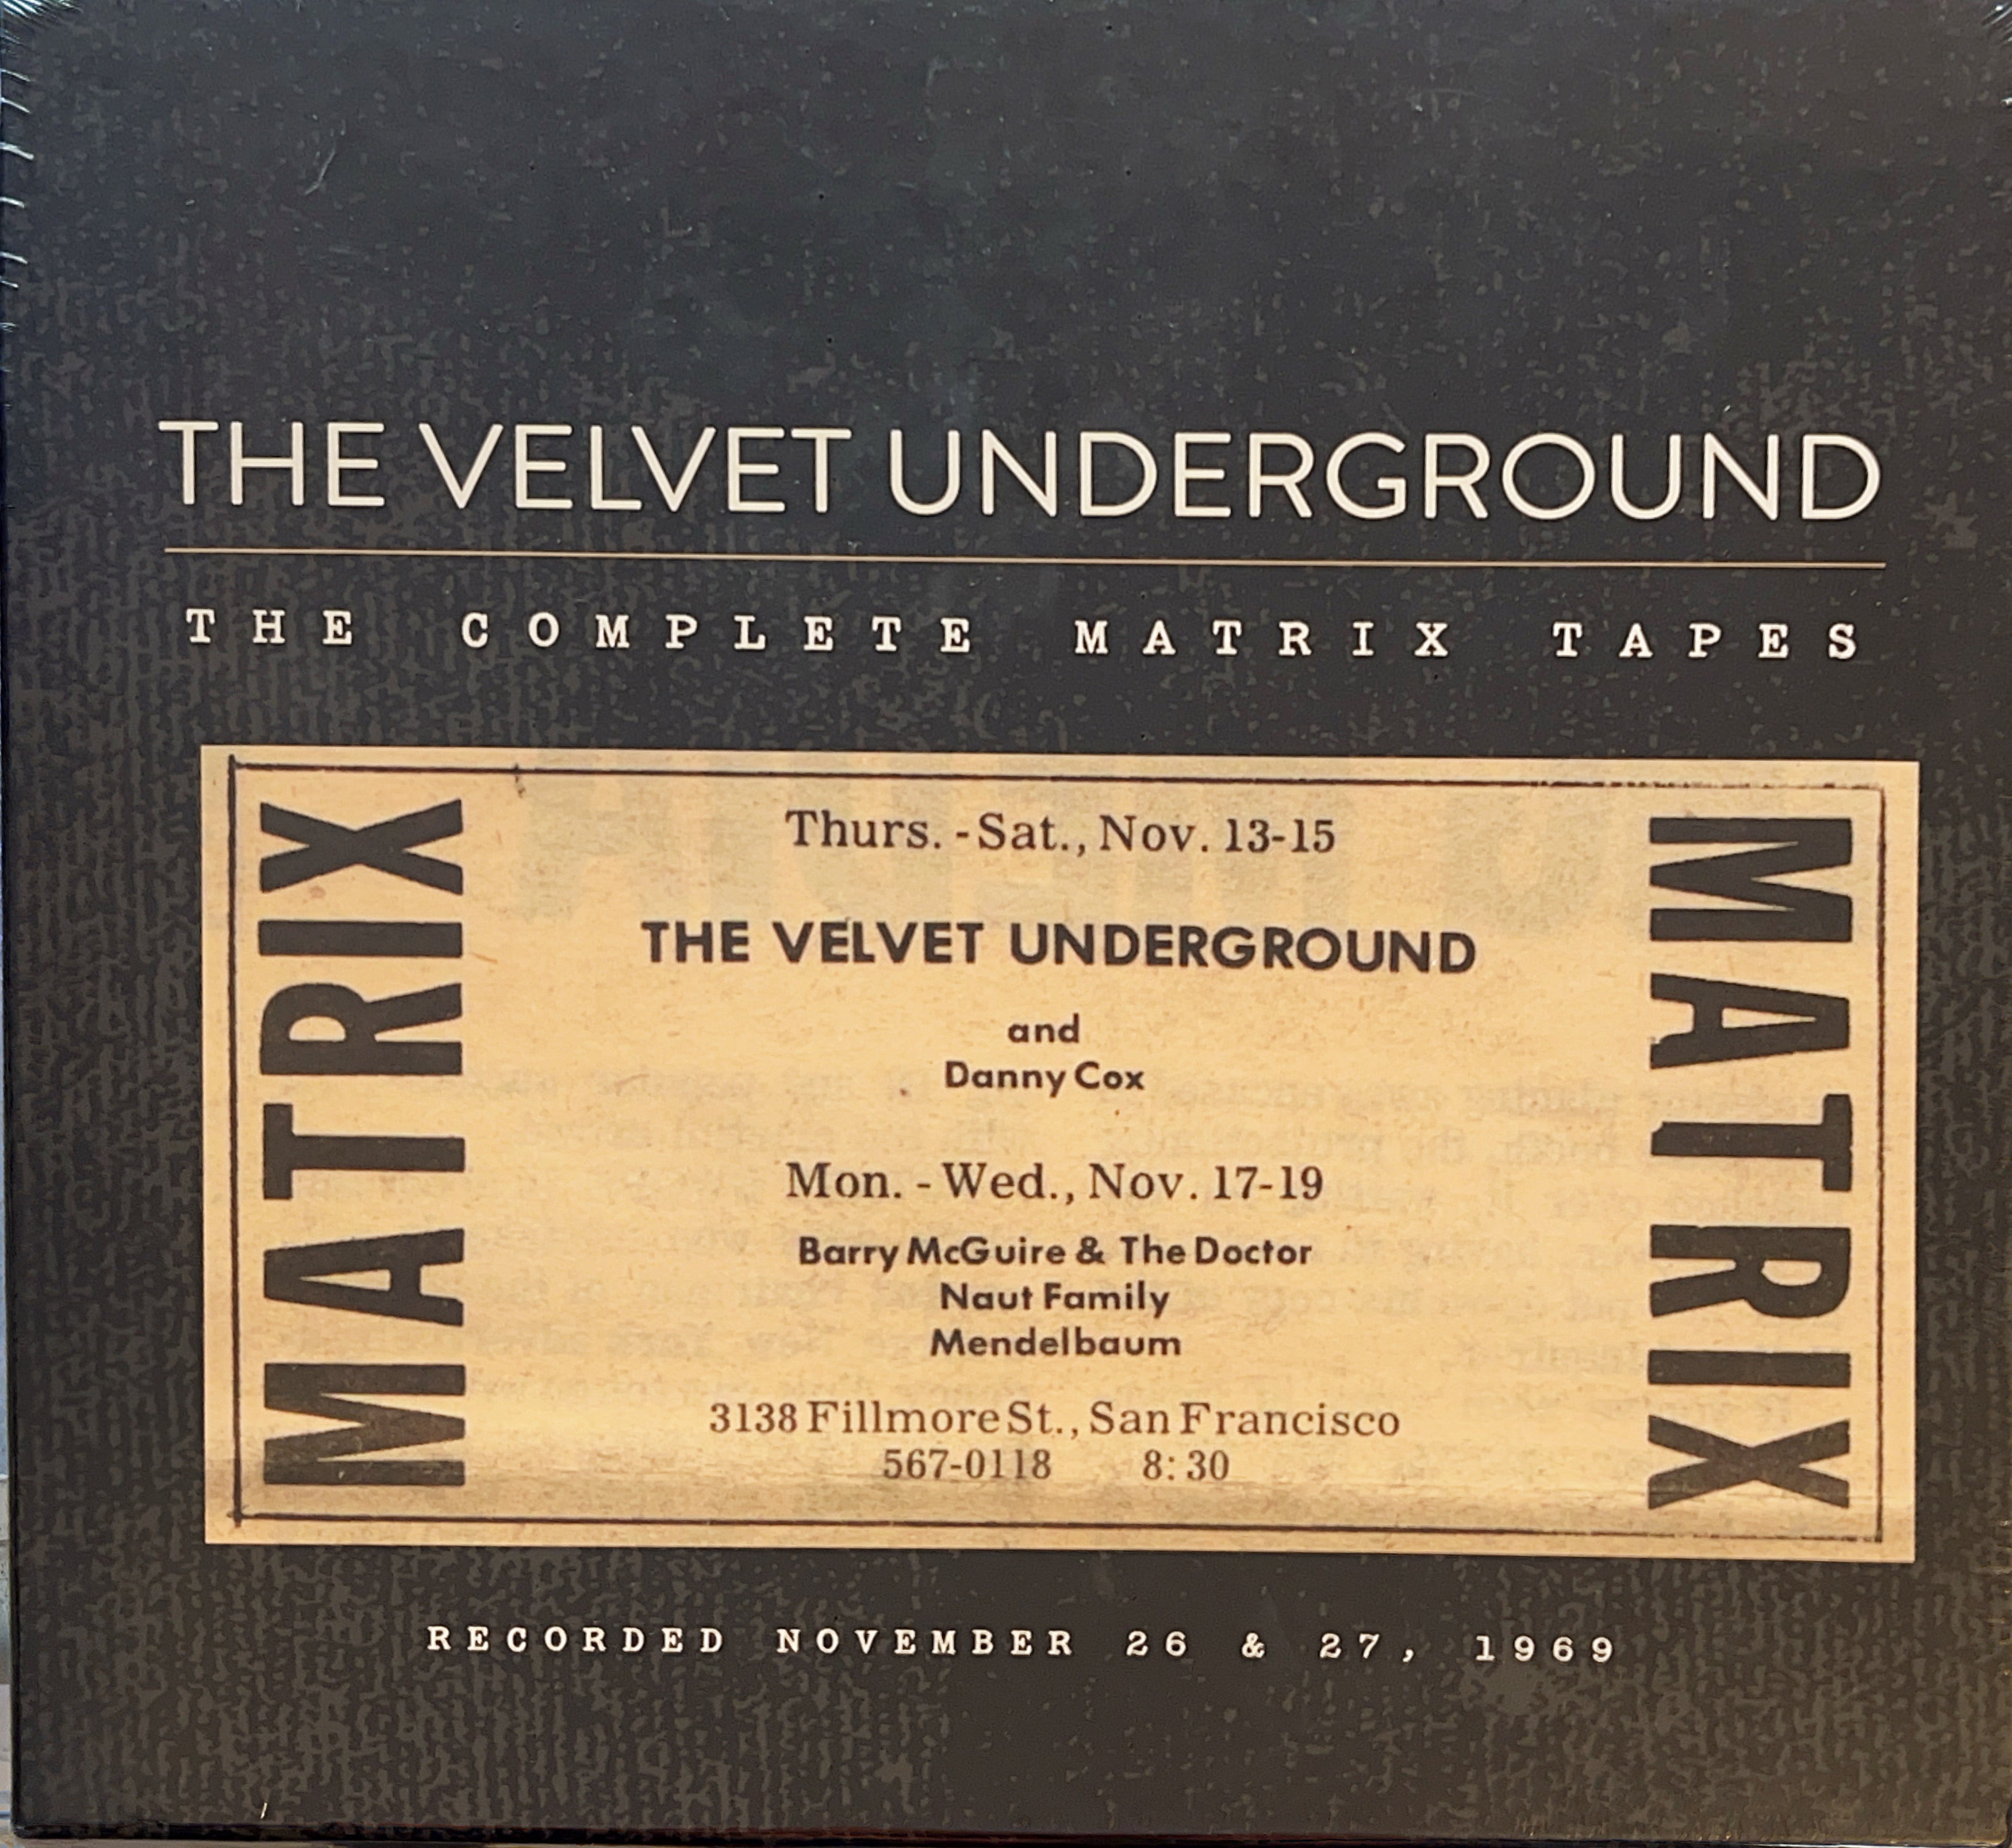 THE VELVET UNDERGROUND
THE COMPLETE MATRIX TAPES
MATRIX
Thurs. - Sat., Nov. 13-15
THE VELVET UNDERGROUND
and
Danny Cox
Mon. - Wed., Nov. 17-19
Barry McGuire & The Doctor
Naut Family
Mendelbaum
3138 Fillmore St., San Francisco
567-0118 8:30
MATRIX
RECORDED NOVEMBER 26 & 27, 1969